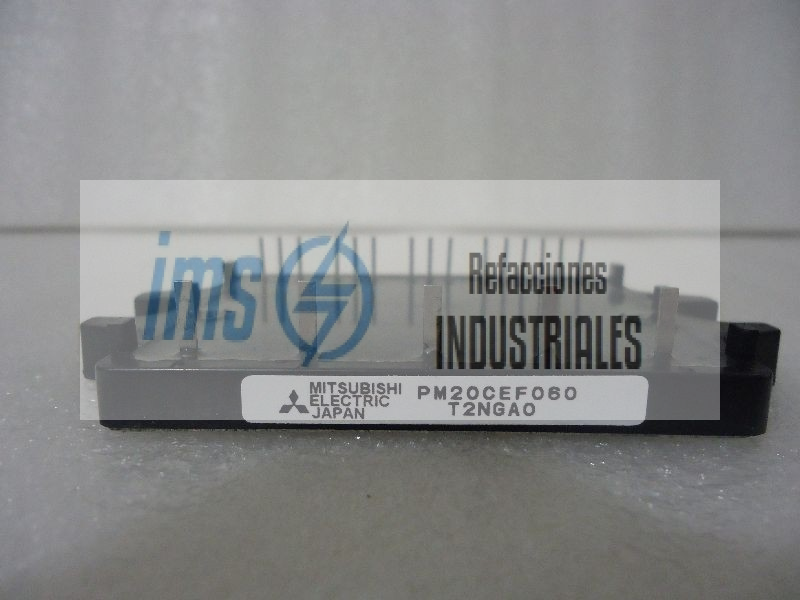 ims
Refacciones
INDUSTRIALES
MITSUBISHI
ELECTRIC
JAPAN
PM20CEF060
T2NGA0